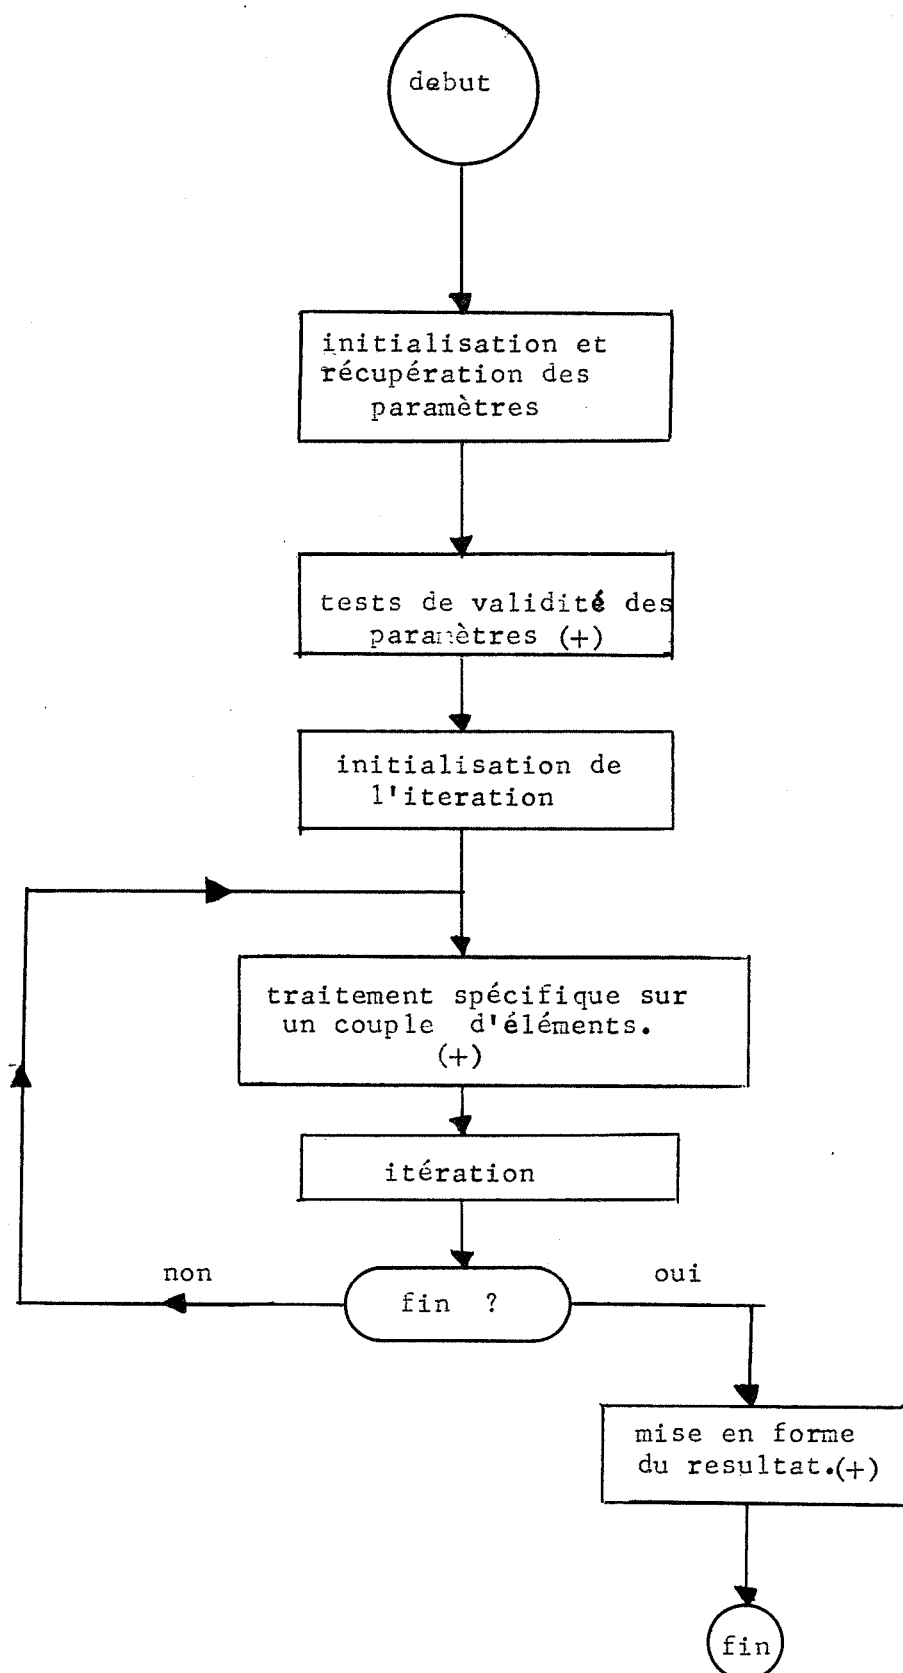 debut
initialisation et
récupération des
paramètres
tests de validité des
paramètres (+)
initialisation de
l'iteration
traitement spécifique sur
un couple d'éléments.
(+)
itération
non
fin ?
oui
mise en forme
du resultat.(+)
fin